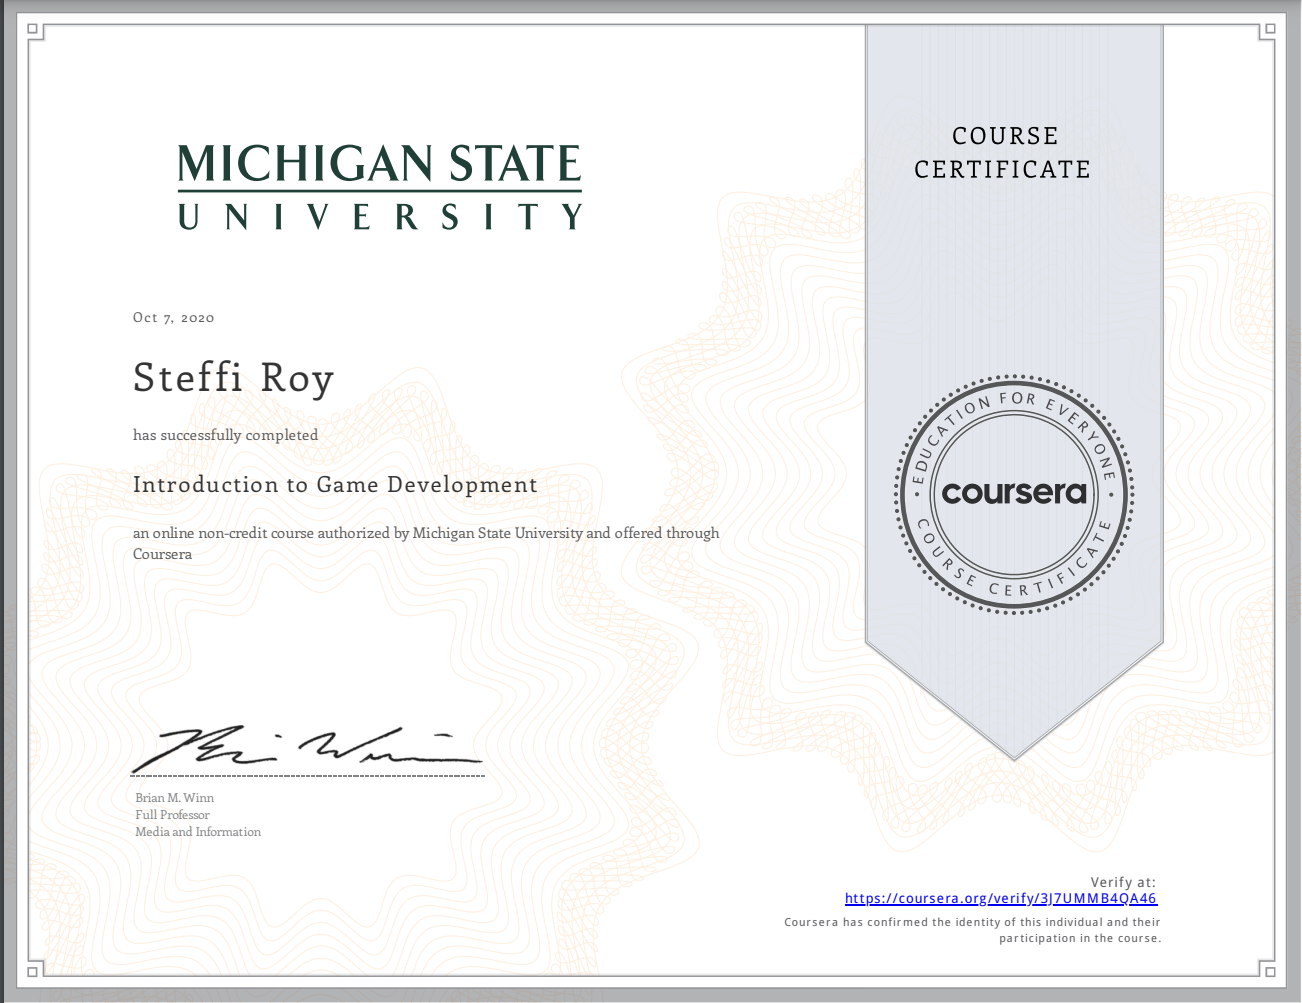 MICHIGAN STATE
UNIVERSITY
COURSE
CERTIFICATE
Oct 7, 2020
Steffi Roy
has successfully completed
Introduction to Game Development
an online non-credit course authorized by Michigan State University and offered through
Coursera
EDUCATION FOR EVERYONE
coursera
COURSE CERTIFICATE
Brian M. Winn
Full Professor
Media and Information
Verify at:
https://coursera.org/verify/3J7UMMB4QA46
Coursera has confirmed the identity of this individual and their
participation in the course.